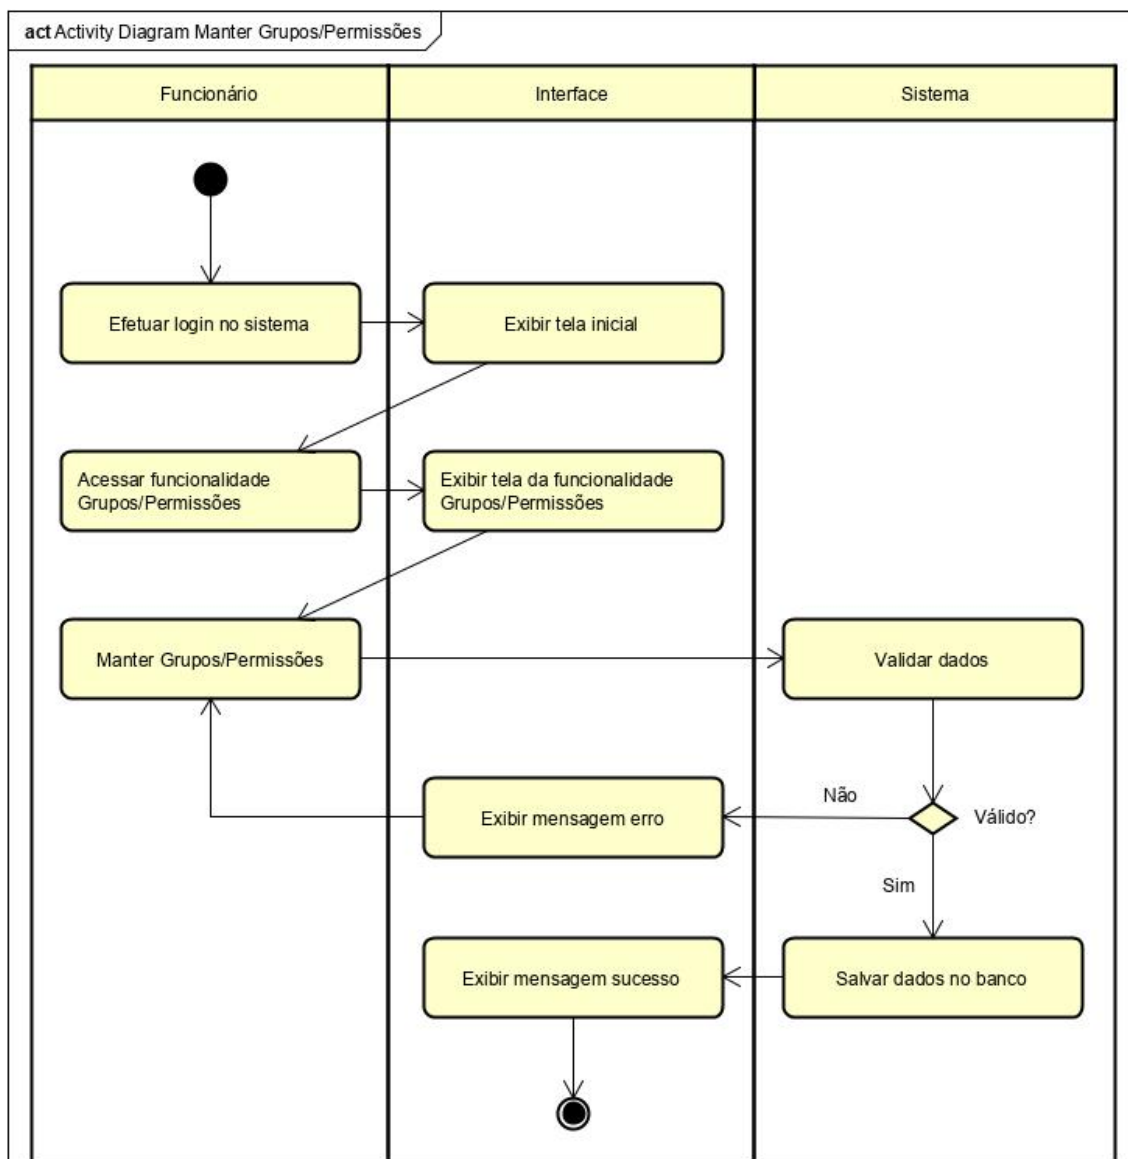 act Activity Diagram Manter Grupos/Permissões
Funcionário
Interface
Sistema
Efetuar login no sistema
Exibir tela inicial
Acessar funcionalidade
Grupos/Permissões
Exibir tela da funcionalidade
Grupos/Permissões
Manter Grupos/Permissões
Validar dados
Exibir mensagem erro
Não
Válido?
Sim
Exibir mensagem sucesso
Salvar dados no banco